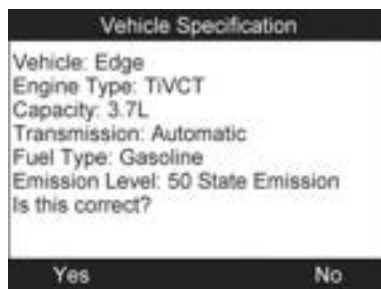 Vehicle Specification
Vehicle: Edge
Engine Type: TiVCT
Capacity: 3.7L
Transmission: Automatic
Fuel Type: Gasoline
Emission Level: 50 State Emission
Is this correct?
Yes No